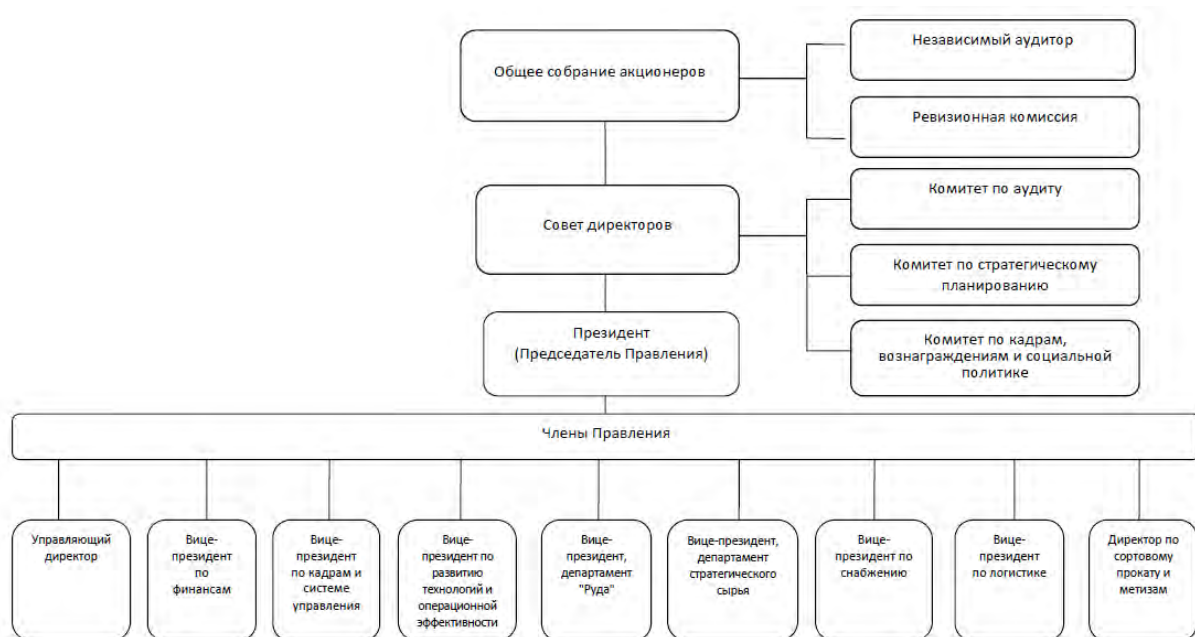 Общее собрание акционеров
Независимый аудитор
Ревизионная комиссия
Совет директоров
Комитет по аудиту
Комитет по стратегическому
планированию
Комитет по кадрам,
вознаграждениям и социальной
политике
Президент
(Председатель Правления)
Члены Правления
Управляющий
директор
Вице-
президент
по
финансам
Вице-
президент
по кадрам и
системе
управления
Вице-
президент по
развитию
технологий и
операционной
эффективности
Вице-
президент,
департамент
"Руда"
Вице-президент,
департамент
стратегического
сырья
Вице-
президент по
снабжению
Вице-
президент
по логистике
Директор по
сортовому
прокату и
метизам